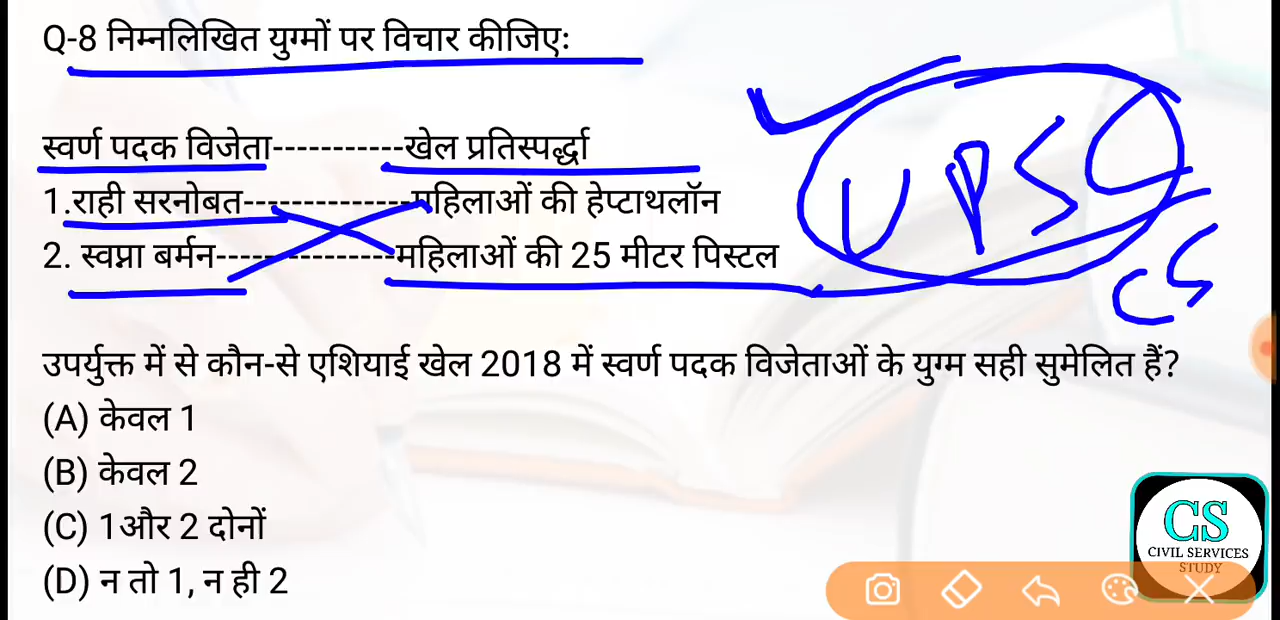 Q-8 निम्नलिखित युग्मों पर विचार कीजिएः
स्वर्ण पदक विजेता-----------खेल प्रतिस्पर्द्धा
1.राही सरनोबत--------------महिलाओं की हेप्टाथलॉन
2. स्वप्ना बर्मन---------------महिलाओं की 25 मीटर पिस्टल
UPSC
CS
उपर्युक्त में से कौन-से एशियाई खेल 2018 में स्वर्ण पदक विजेताओं के युग्म सही सुमेलित हैं?
(A) केवल 1
(B) केवल 2
(C) 1और 2 दोनों
(D) न तो 1, न ही 2
CS
CIVIL SERVICES
STUDY